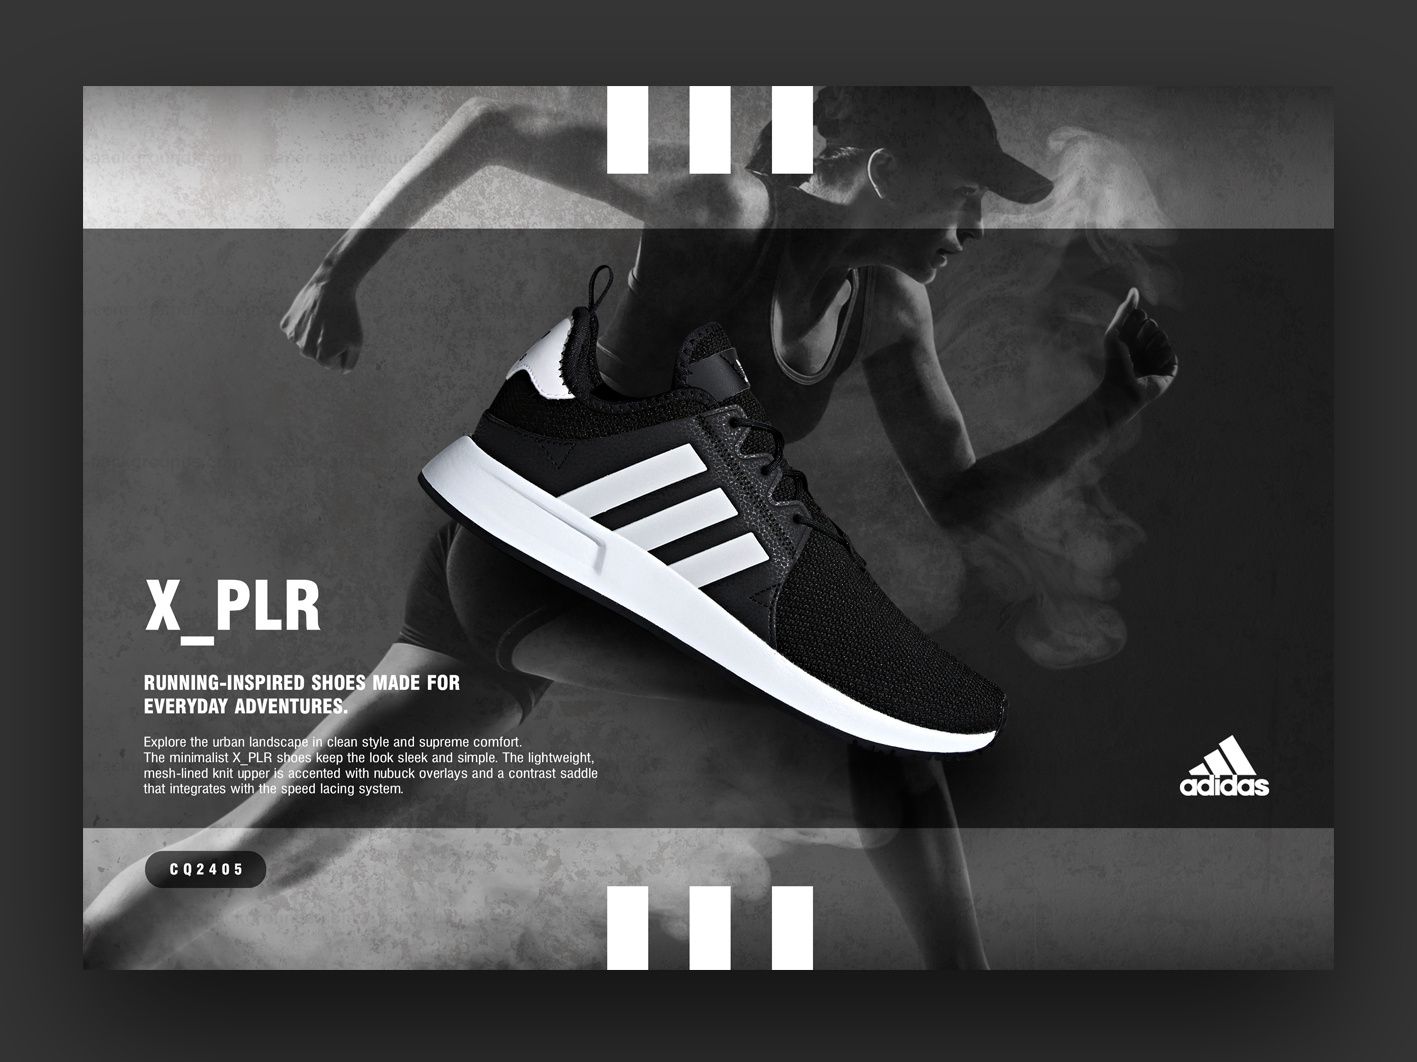 X_PLR
RUNNING-INSPIRED SHOES MADE FOR
EVERYDAY ADVENTURES.
Explore the urban landscape in clean style and supreme comfort.
The minimalist X_PLR shoes keep the look sleek and simple. The lightweight,
mesh-lined knit upper is accented with nubuck overlays and a contrast saddle
that integrates with the speed lacing system.
adidas
CQ2405